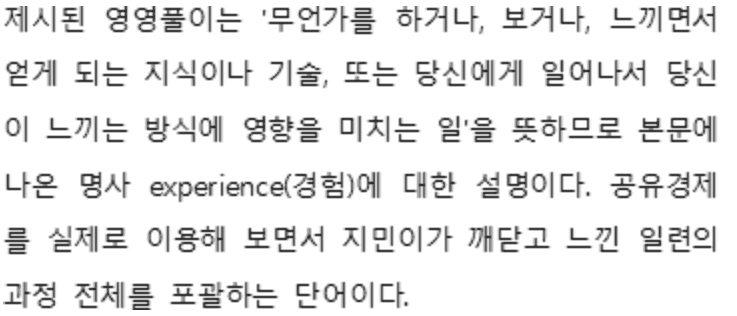 제시된 영영풀이는 '무언가를 하거나, 보거나, 느끼면서
얻게 되는 지식이나 기술, 또는 당신에게 일어나서 당신
이 느끼는 방식에 영향을 미치는 일'을 뜻하므로 본문에
나온 명사 experience(경험)에 대한 설명이다. 공유경제
를 실제로 이용해 보면서 지민이가 깨닫고 느낀 일련의
과정 전체를 포괄하는 단어이다.